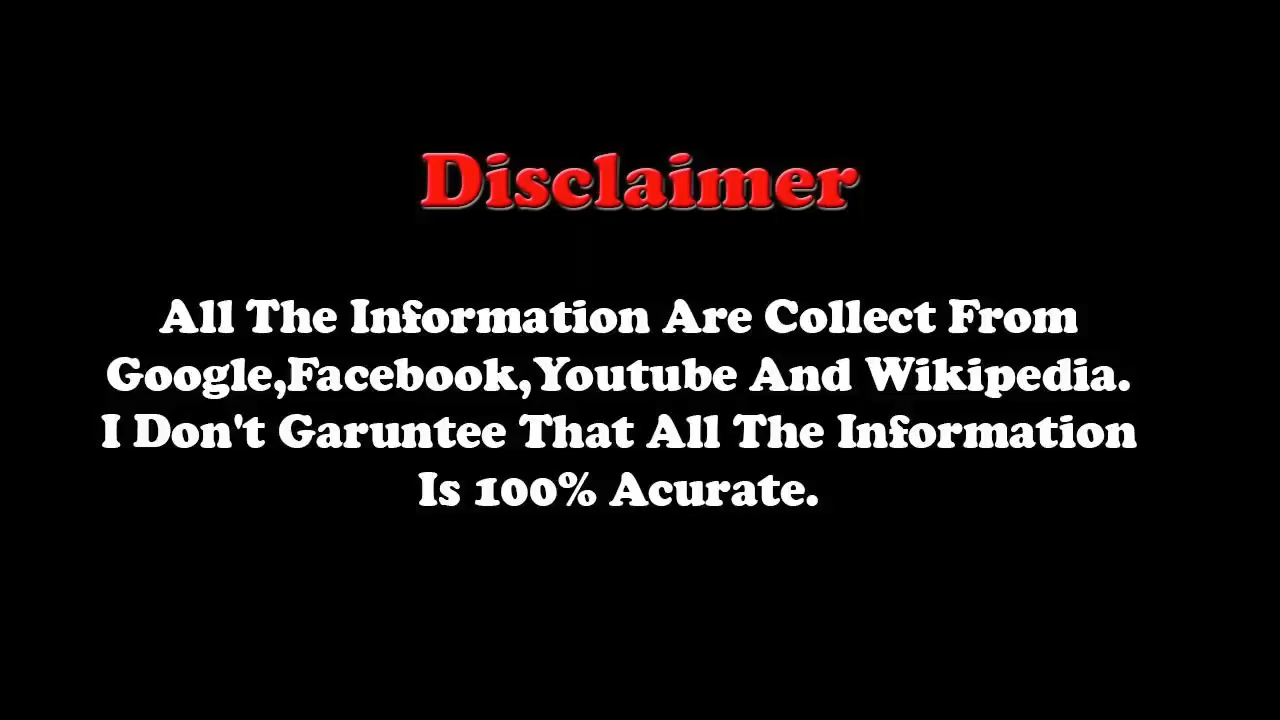 Disclaimer
All The Information Are Collect From
Google,Facebook,Youtube And Wikipedia.
I Don't Garuntee That All The Information
Is 100% Acurate.